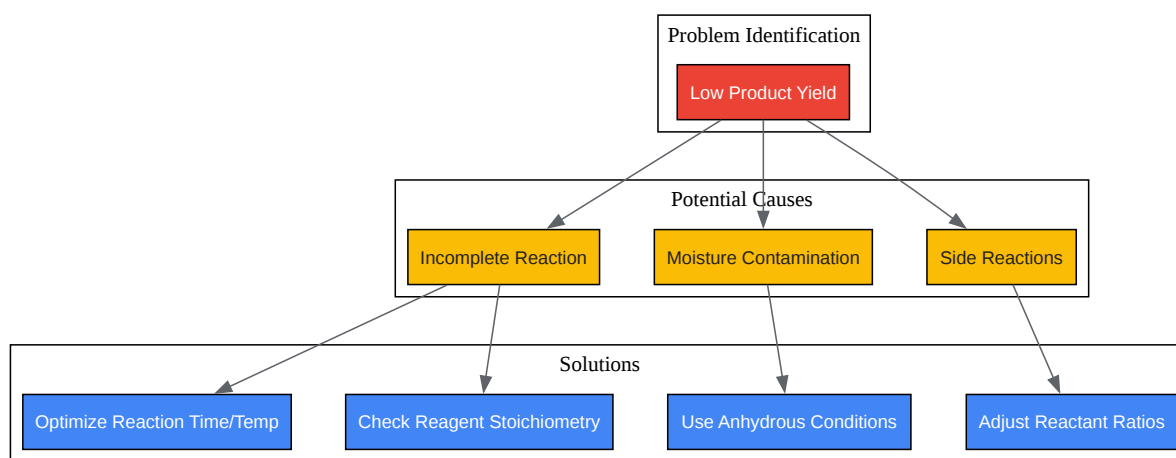 Problem Identification
Low Product Yield
Potential Causes
Incomplete Reaction
Moisture Contamination
Side Reactions
Solutions
Optimize Reaction Time/Temp
Check Reagent Stoichiometry
Use Anhydrous Conditions
Adjust Reactant Ratios